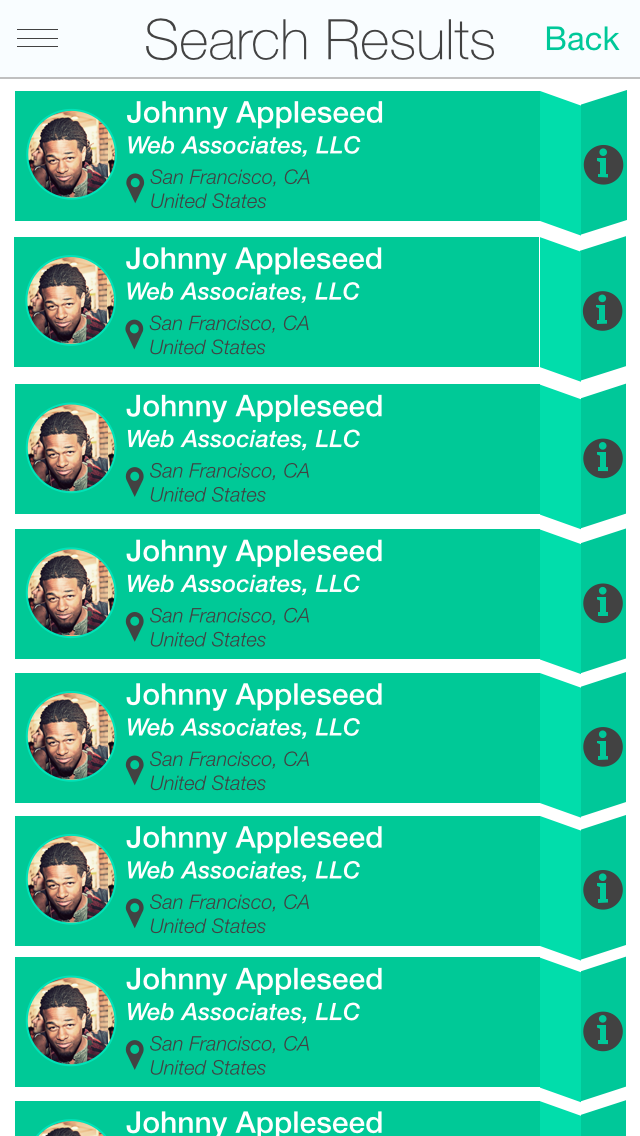 Search Results
Back
Johnny Appleseed
Web Associates, LLC
San Francisco, CA
United States
Johnny Appleseed
Web Associates, LLC
San Francisco, CA
United States
Johnny Appleseed
Web Associates, LLC
San Francisco, CA
United States
Johnny Appleseed
Web Associates, LLC
San Francisco, CA
United States
Johnny Appleseed
Web Associates, LLC
San Francisco, CA
United States
Johnny Appleseed
Web Associates, LLC
San Francisco, CA
United States
Johnny Appleseed
Web Associates, LLC
San Francisco, CA
United States
Johnny Appleseed